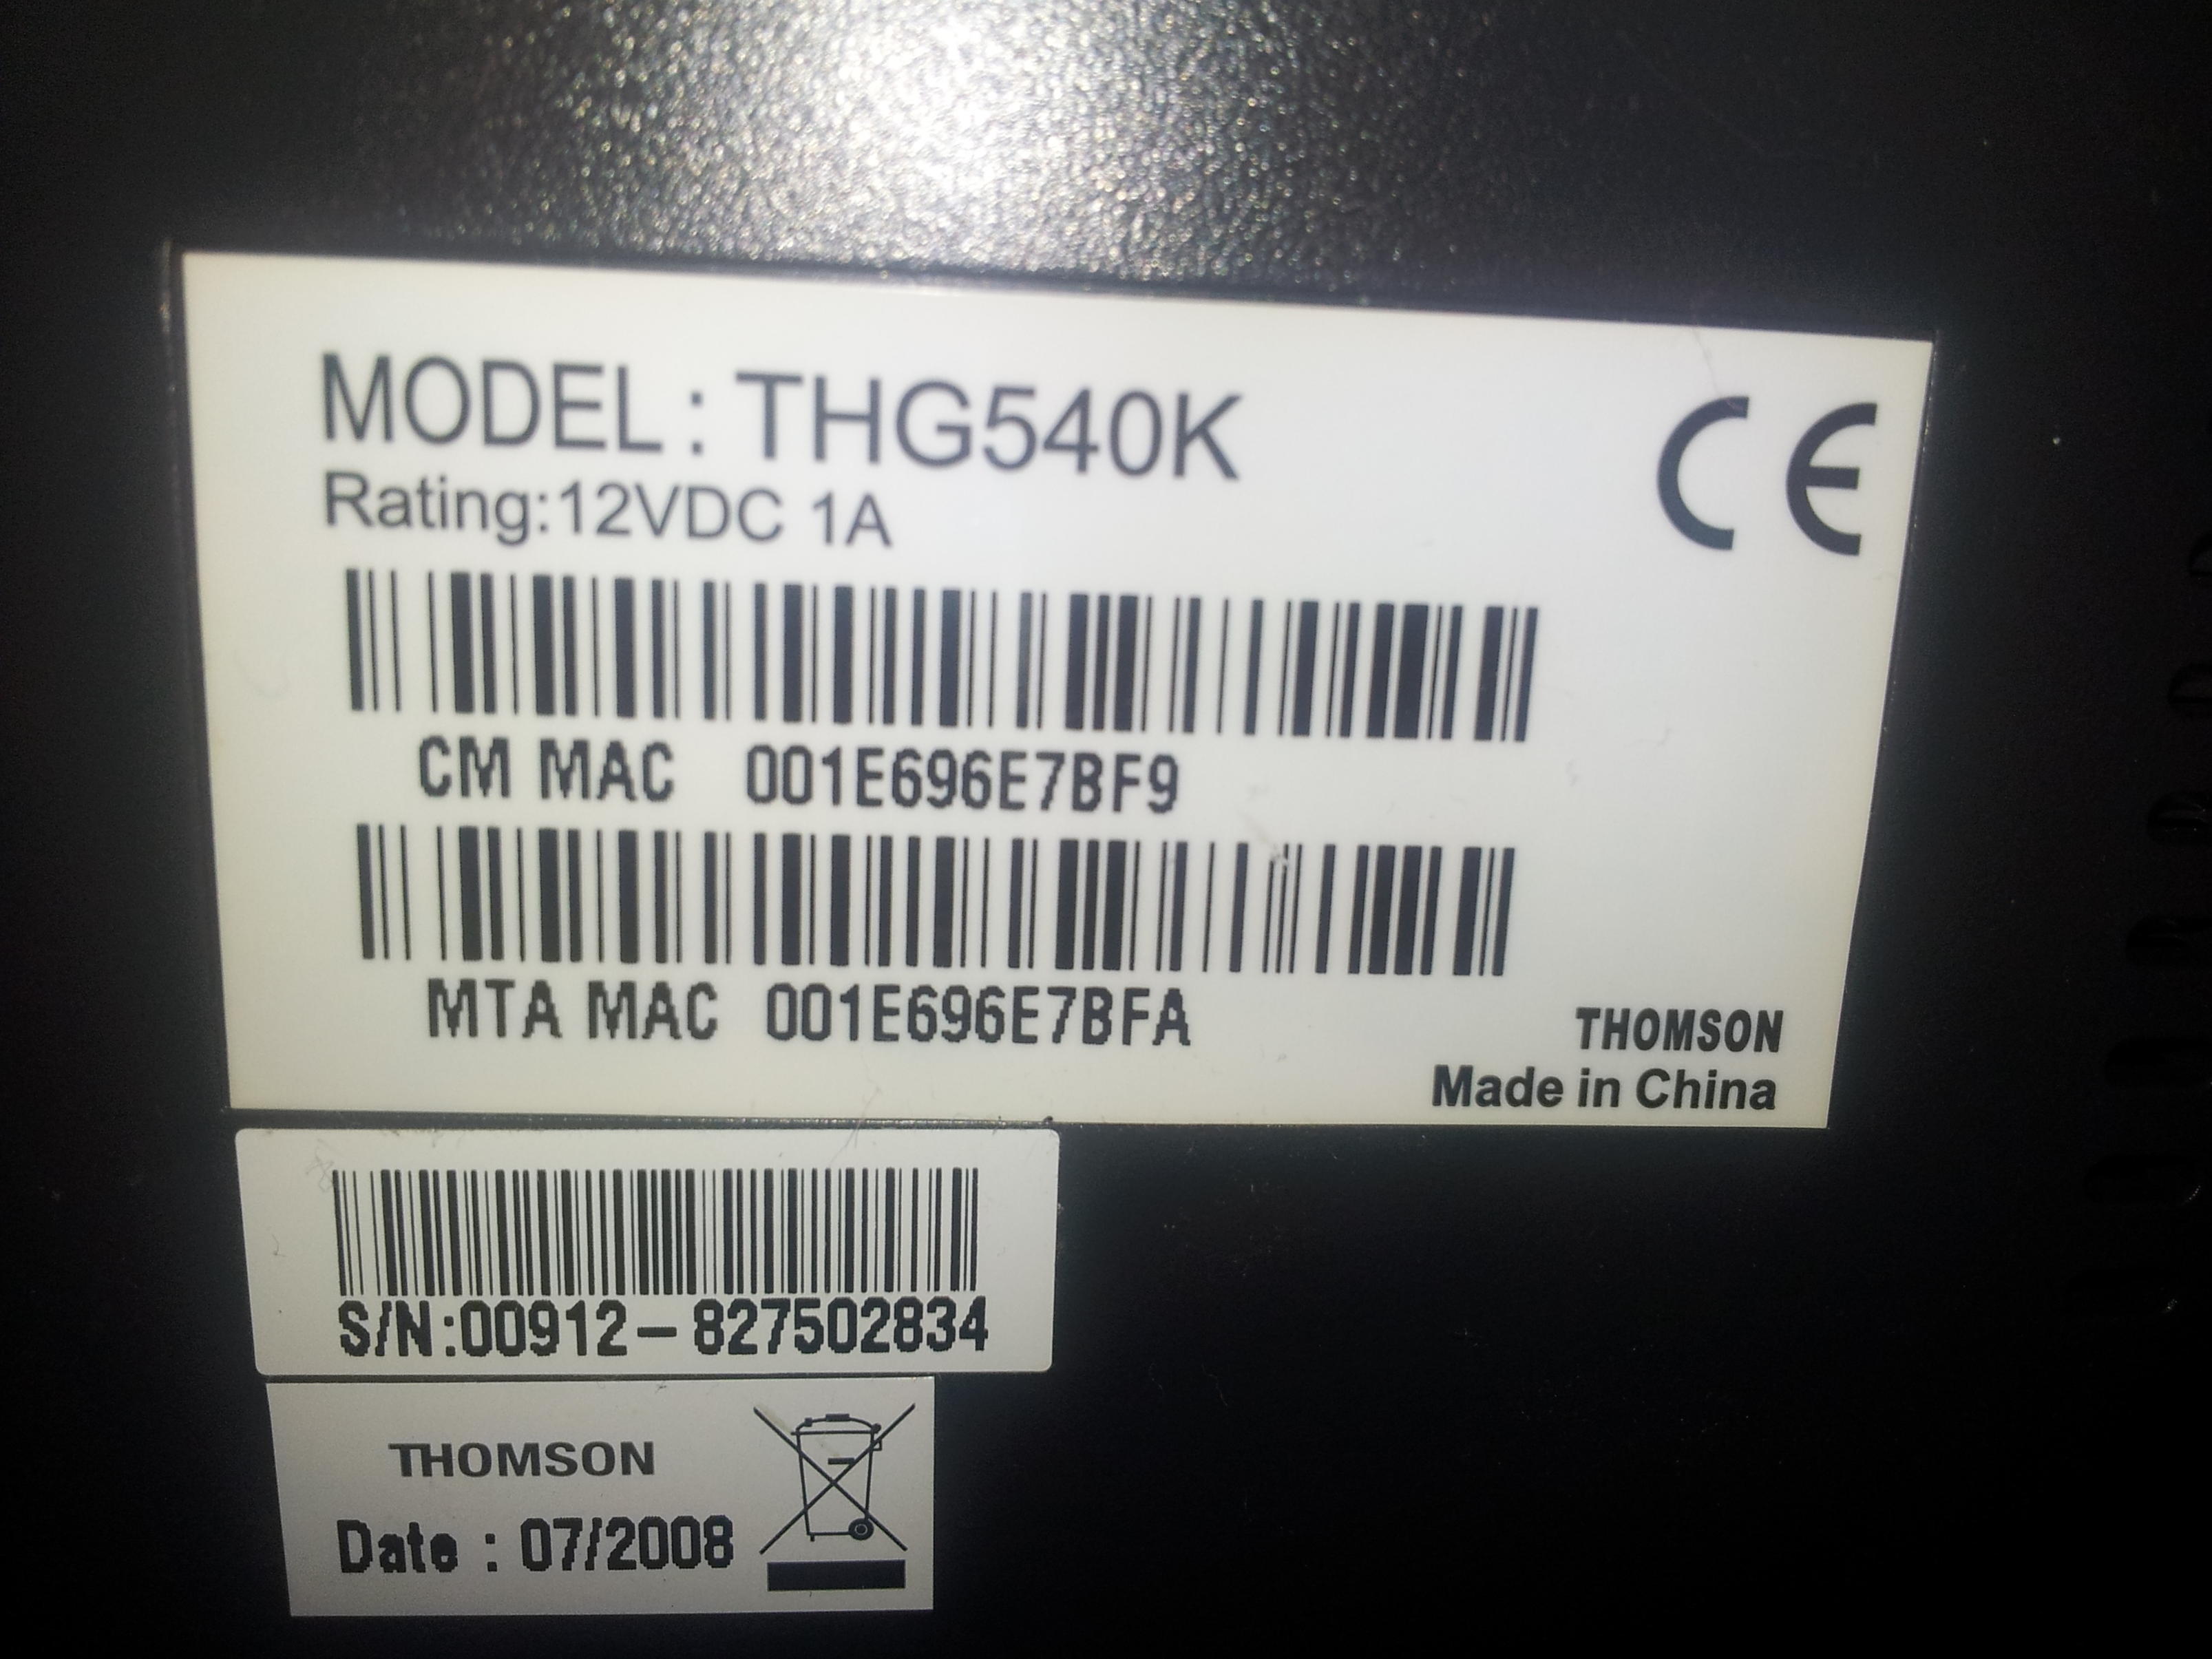 MODEL : THG540K
Rating:12VDC 1A
CE
CM MAC 001E696E7BF9
MTA MAC 001E696E7BFA
THOMSON
Made in China
S/N:00912-827502834
THOMSON
Date : 07/2008